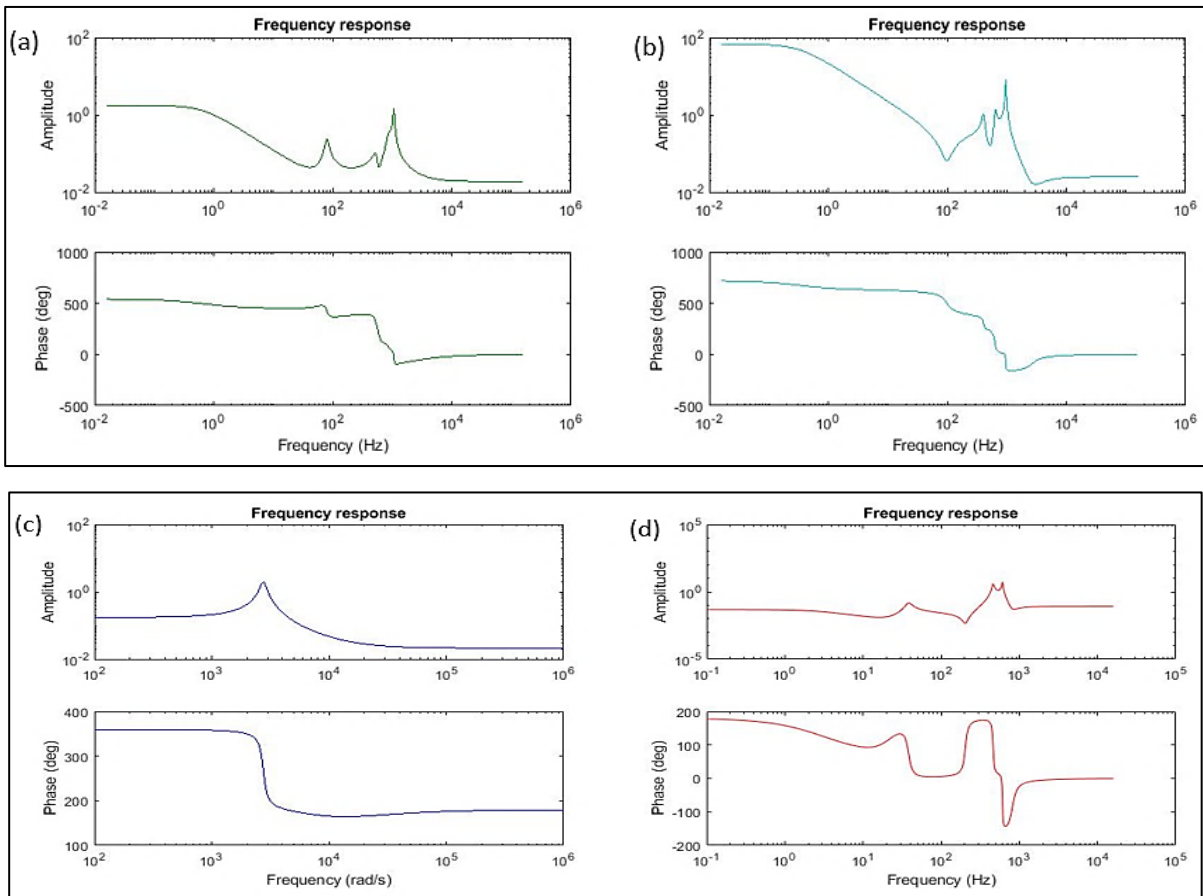 (a)
Frequency response
Amplitude
10^2
10^0
10^-2
10^-2 10^0 10^2 10^4 10^6
Phase (deg)
1000
500
0
-500
10^-2 10^0 10^2 10^4 10^6
Frequency (Hz)
(b)
Frequency response
Amplitude
10^2
10^0
10^-2
10^-2 10^0 10^2 10^4 10^6
Phase (deg)
1000
500
0
-500
10^-2 10^0 10^2 10^4 10^6
Frequency (Hz)
(c)
Frequency response
Amplitude
10^2
10^0
10^-2
10^2 10^3 10^4 10^5 10^6
Phase (deg)
400
300
200
100
10^2 10^3 10^4 10^5 10^6
Frequency (rad/s)
(d)
Frequency response
Amplitude
10^5
10^0
10^-5
10^-1 10^0 10^1 10^2 10^3 10^4 10^5
Phase (deg)
200
100
0
-100
-200
10^-1 10^0 10^1 10^2 10^3 10^4 10^5
Frequency (Hz)